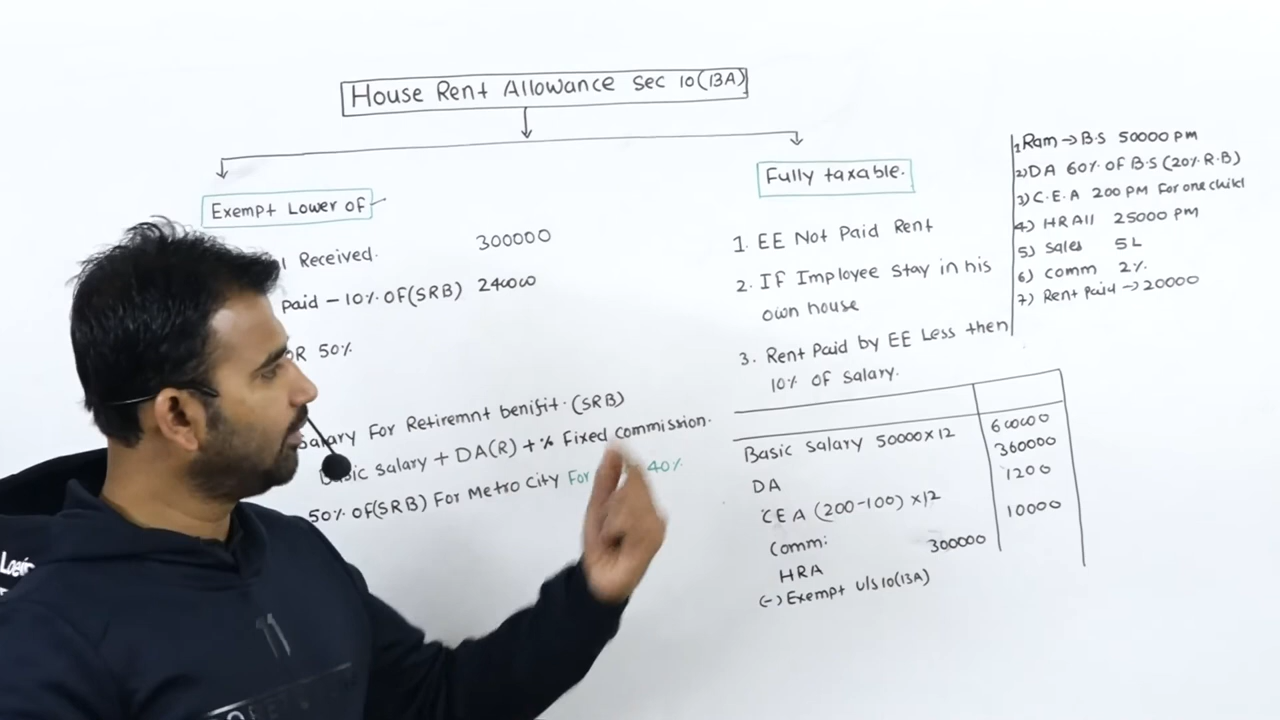 House Rent Allowance sec 10(13A)
Exempt Lower of
Received. 300000
paid - 10% OF(SRB) 240000
OR 50%
Salary For Retiremnt benifit. (SRB)
Basic salary + DA(R) + % Fixed commission.
50% OF(SRB) For Metro City For 40%
Fully taxable.
1. EE Not Paid Rent
2. If Imployee stay in his
own house
3. Rent Paid by EE Less then
10% OF salary.
1) Ram → B.S 50000 PM
2) DA 60% OF B.S (20% R.B)
3) C.E.A 200 PM For one child
4) HRA 25000 PM
5) sales 5L
6) comm 2%
7) Rent paid → 20000
Basic salary 50000x12 600000
DA 360000
CEA (200-100) x12 1200
Comm: 10000
HRA 300000
(-) Exempt U/s 10(13A)